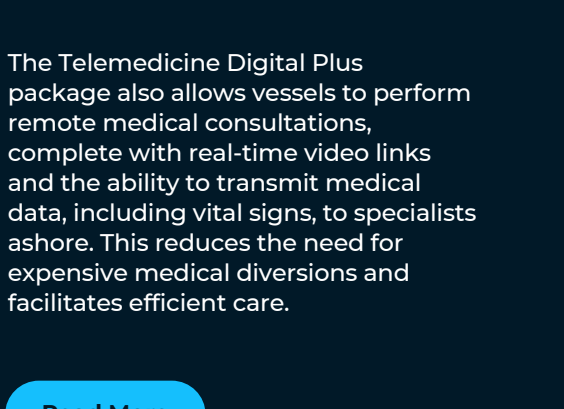 The Telemedicine Digital Plus
package also allows vessels to perform
remote medical consultations,
complete with real-time video links
and the ability to transmit medical
data, including vital signs, to specialists
ashore. This reduces the need for
expensive medical diversions and
facilitates efficient care.
Read More